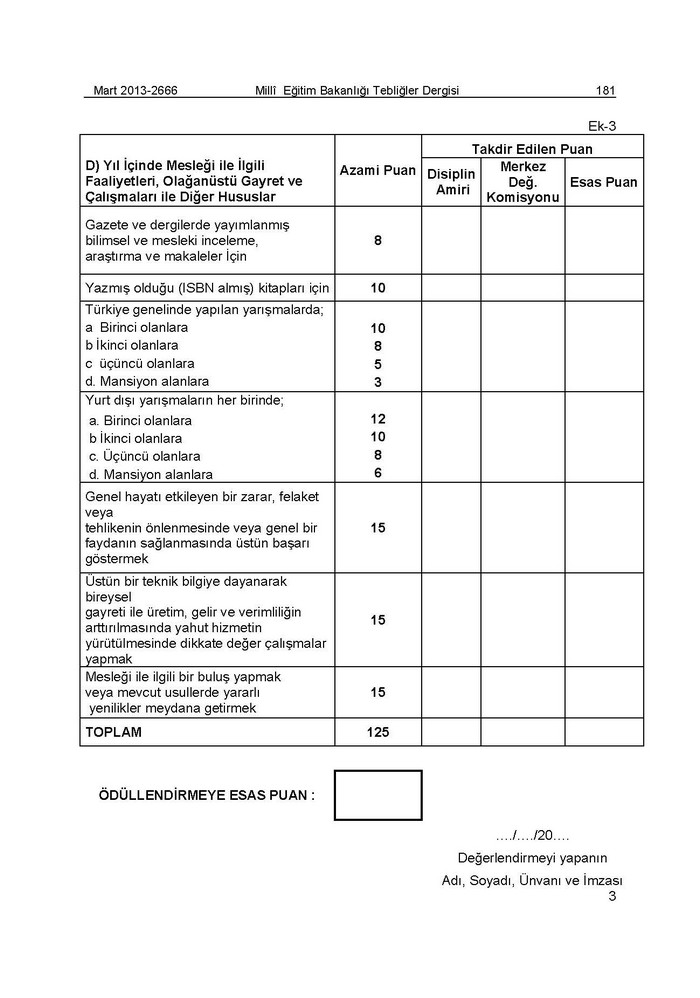 Mart 2013-2666 Millî Eğitim Bakanlığı Tebliğler Dergisi 181
Ek-3
D) Yıl İçinde Mesleği ile İlgili
Faaliyetleri, Olağanüstü Gayret ve
Çalışmaları ile Diğer Hususlar
Azami Puan
Takdir Edilen Puan
Disiplin
Amiri
Merkez
Değ.
Komisyonu
Esas Puan
Gazete ve dergilerde yayımlanmış
bilimsel ve mesleki inceleme,
araştırma ve makaleler İçin
8
Yazmış olduğu (ISBN almış) kitapları için 10
Türkiye genelinde yapılan yarışmalarda;
a Birinci olanlara 10
b İkinci olanlara 8
c üçüncü olanlara 5
d. Mansiyon alanlara 3
Yurt dışı yarışmaların her birinde;
a. Birinci olanlara 12
b İkinci olanlara 10
c. Üçüncü olanlara 8
d. Mansiyon alanlara 6
Genel hayatı etkileyen bir zarar, felaket
veya
tehlikenin önlenmesinde veya genel bir
faydanın sağlanmasında üstün başarı
göstermek
15
Üstün bir teknik bilgiye dayanarak
bireysel
gayreti ile üretim, gelir ve verimliliğin
arttırılmasında yahut hizmetin
yürütülmesinde dikkate değer çalışmalar
yapmak
15
Mesleği ile ilgili bir buluş yapmak
veya mevcut usullerde yararlı
yenilikler meydana getirmek
15
TOPLAM 125
ÖDÜLLENDİRMEYE ESAS PUAN :
…./…./20….
Değerlendirmeyi yapanın
Adı, Soyadı, Ünvanı ve İmzası
3